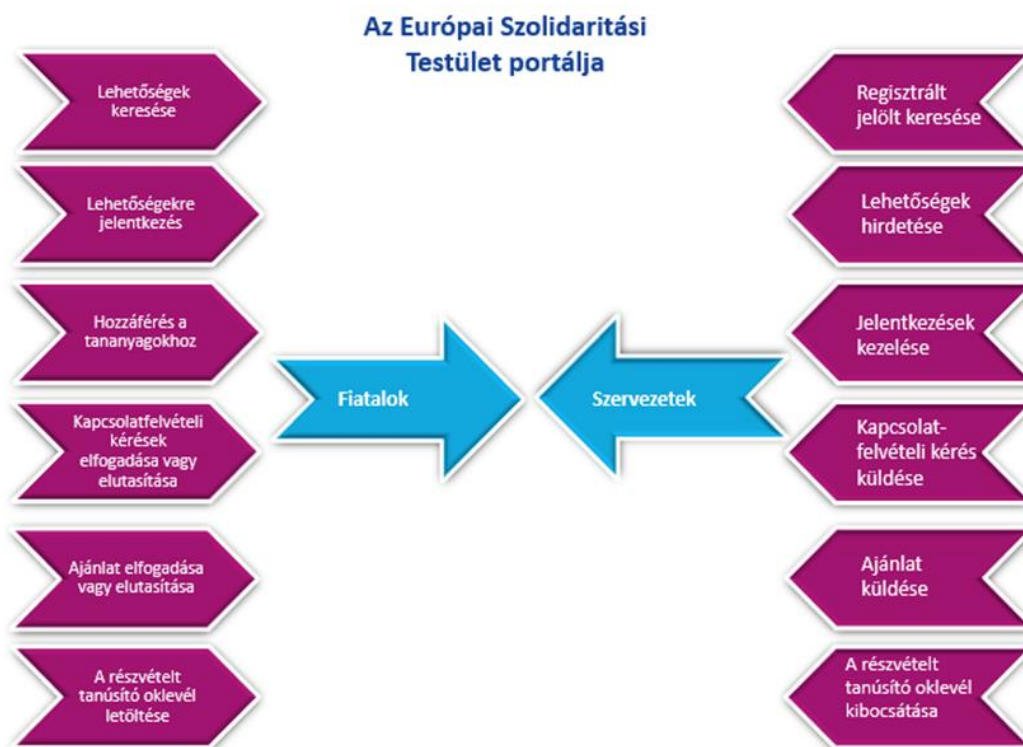 Az Európai Szolidaritási
Testület portálja
Lehetőségek
keresése
Lehetőségekre
jelentkezés
Hozzáférés a
tananyagokhoz
Kapcsolatfelvételi
kérések
elfogadása vagy
elutasítása
Ajánlat elfogadása
vagy elutasítása
A részvételt
tanúsító oklevél
letöltése
Fiatalok
Szervezetek
Regisztrált
jelölt keresése
Lehetőségek
hirdetése
Jelentkezések
kezelése
Kapcsolat-
felvételi kérés
küldése
Ajánlat
küldése
A részvételt
tanúsító oklevél
kibocsátása